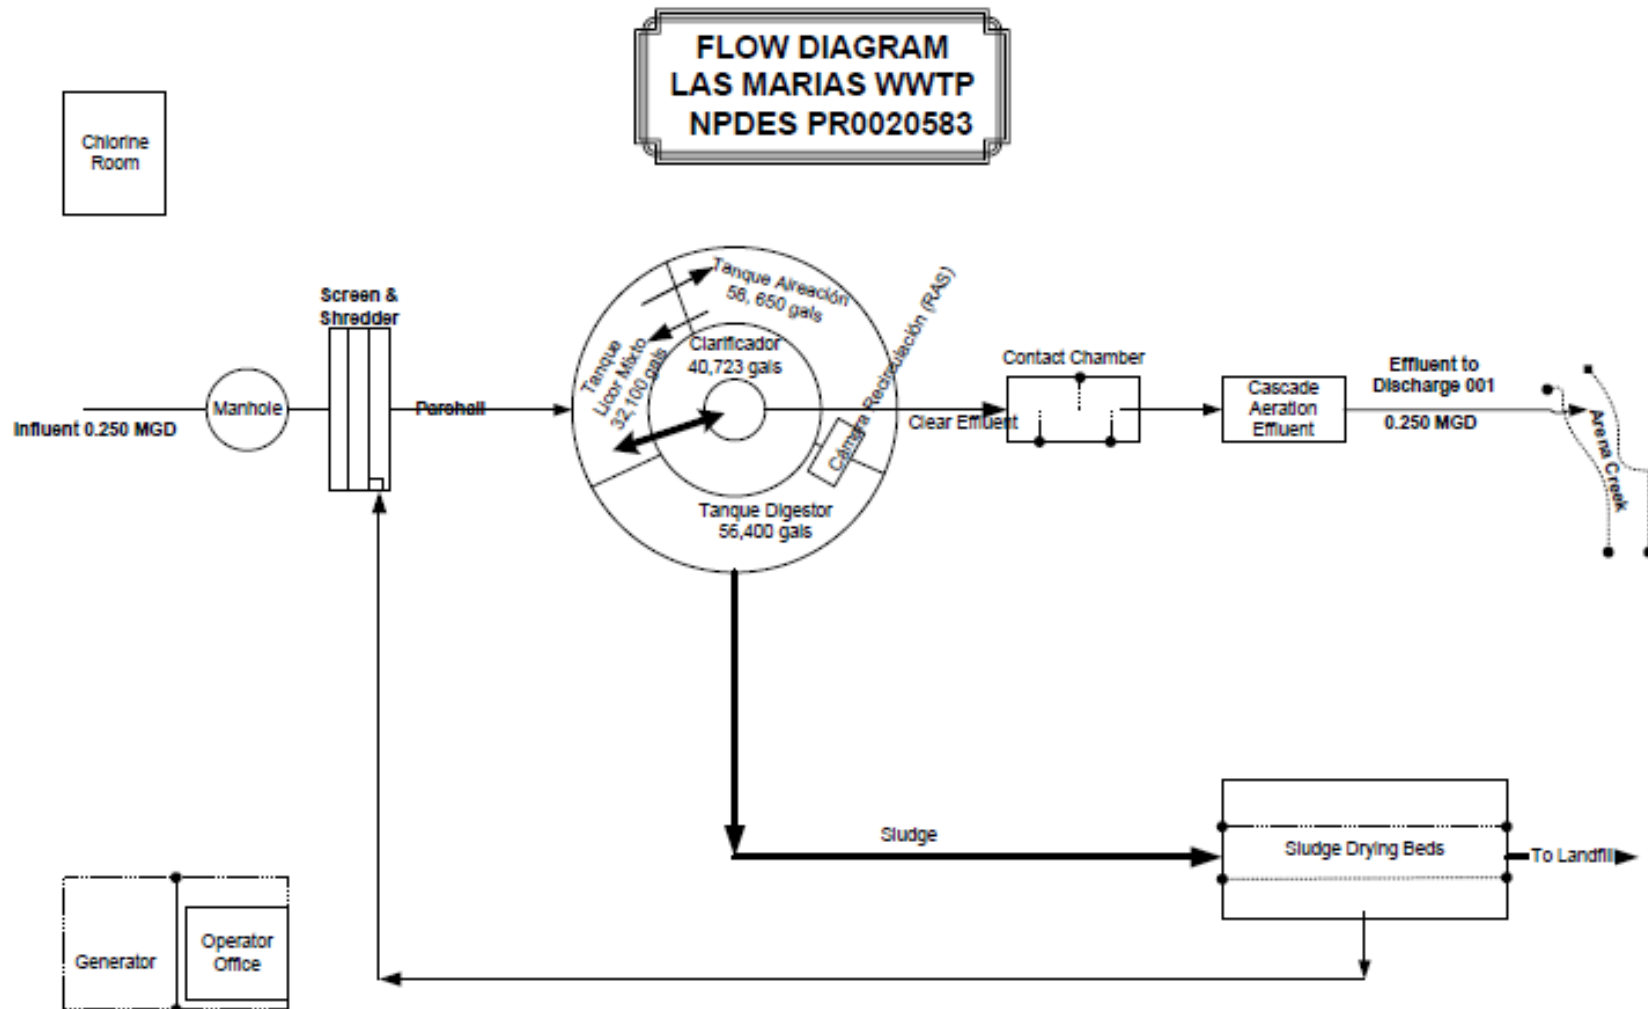 FLOW DIAGRAM
LAS MARIAS WWTP
NPDES PR0020583
Chlorine
Room
Screen &
Shredder
Manhole
Influent 0.250 MGD
Parshall
Tanque Aireación
58, 650 gals
Tanque
Licor Mixto
32,100 gals
Clarificador
40,723 gals
Cámara Recirculación (RAS)
Tanque Digestor
56,400 gals
Clear Effluent
Contact Chamber
Cascade
Aeration
Effluent
Effluent to
Discharge 001
0.250 MGD
Arena Creek
Sludge
Sludge Drying Beds
To Landfill
Generator
Operator
Office